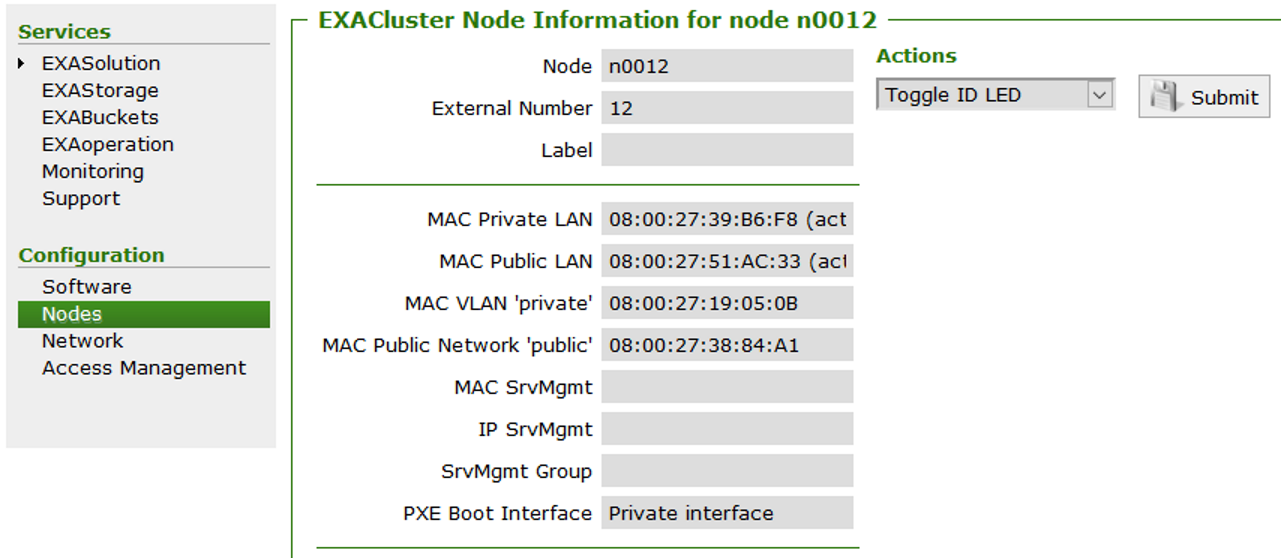 Services
EXASolution
EXAStorage
EXABuckets
EXAoperation
Monitoring
Support
Configuration
Software
Nodes
Network
Access Management
EXACluster Node Information for node n0012
Node n0012
External Number 12
Label
MAC Private LAN 08:00:27:39:B6:F8 (act
MAC Public LAN 08:00:27:51:AC:33 (act
MAC VLAN 'private' 08:00:27:19:05:0B
MAC Public Network 'public' 08:00:27:38:84:A1
MAC SrvMgmt
IP SrvMgmt
SrvMgmt Group
PXE Boot Interface Private interface
Actions
Toggle ID LED Submit